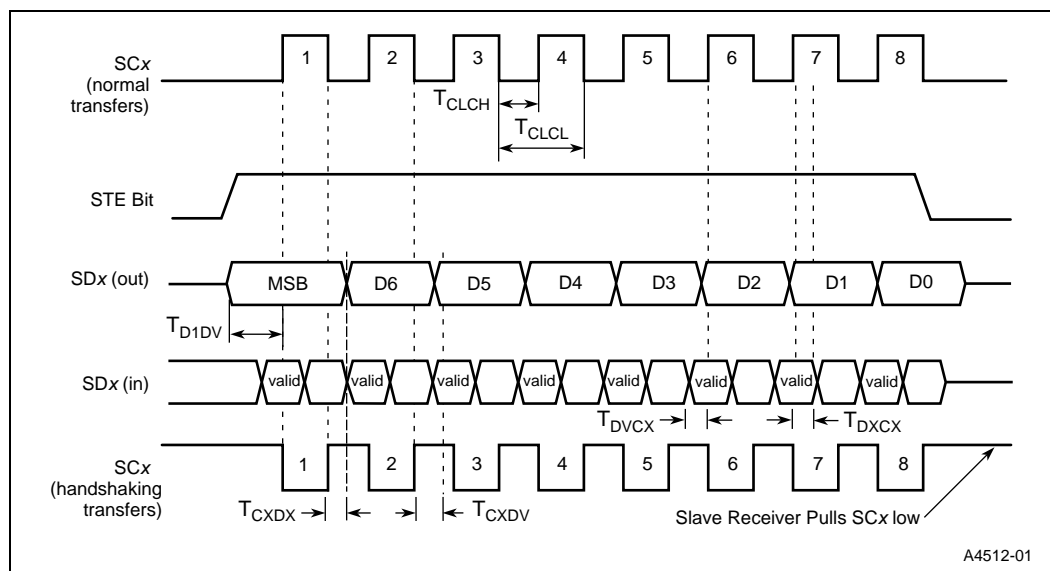 SCx
(normal
transfers)
1 2 3 4 5 6 7 8
TCLCH
TCLCL
STE Bit
SDx (out)
MSB D6 D5 D4 D3 D2 D1 D0
TD1DV
SDx (in)
valid valid valid valid valid valid valid valid
TDVCX TDXCX
SCx
(handshaking
transfers)
1 2 3 4 5 6 7 8
TCXDX TCXDV
Slave Receiver Pulls SCx low
A4512-01